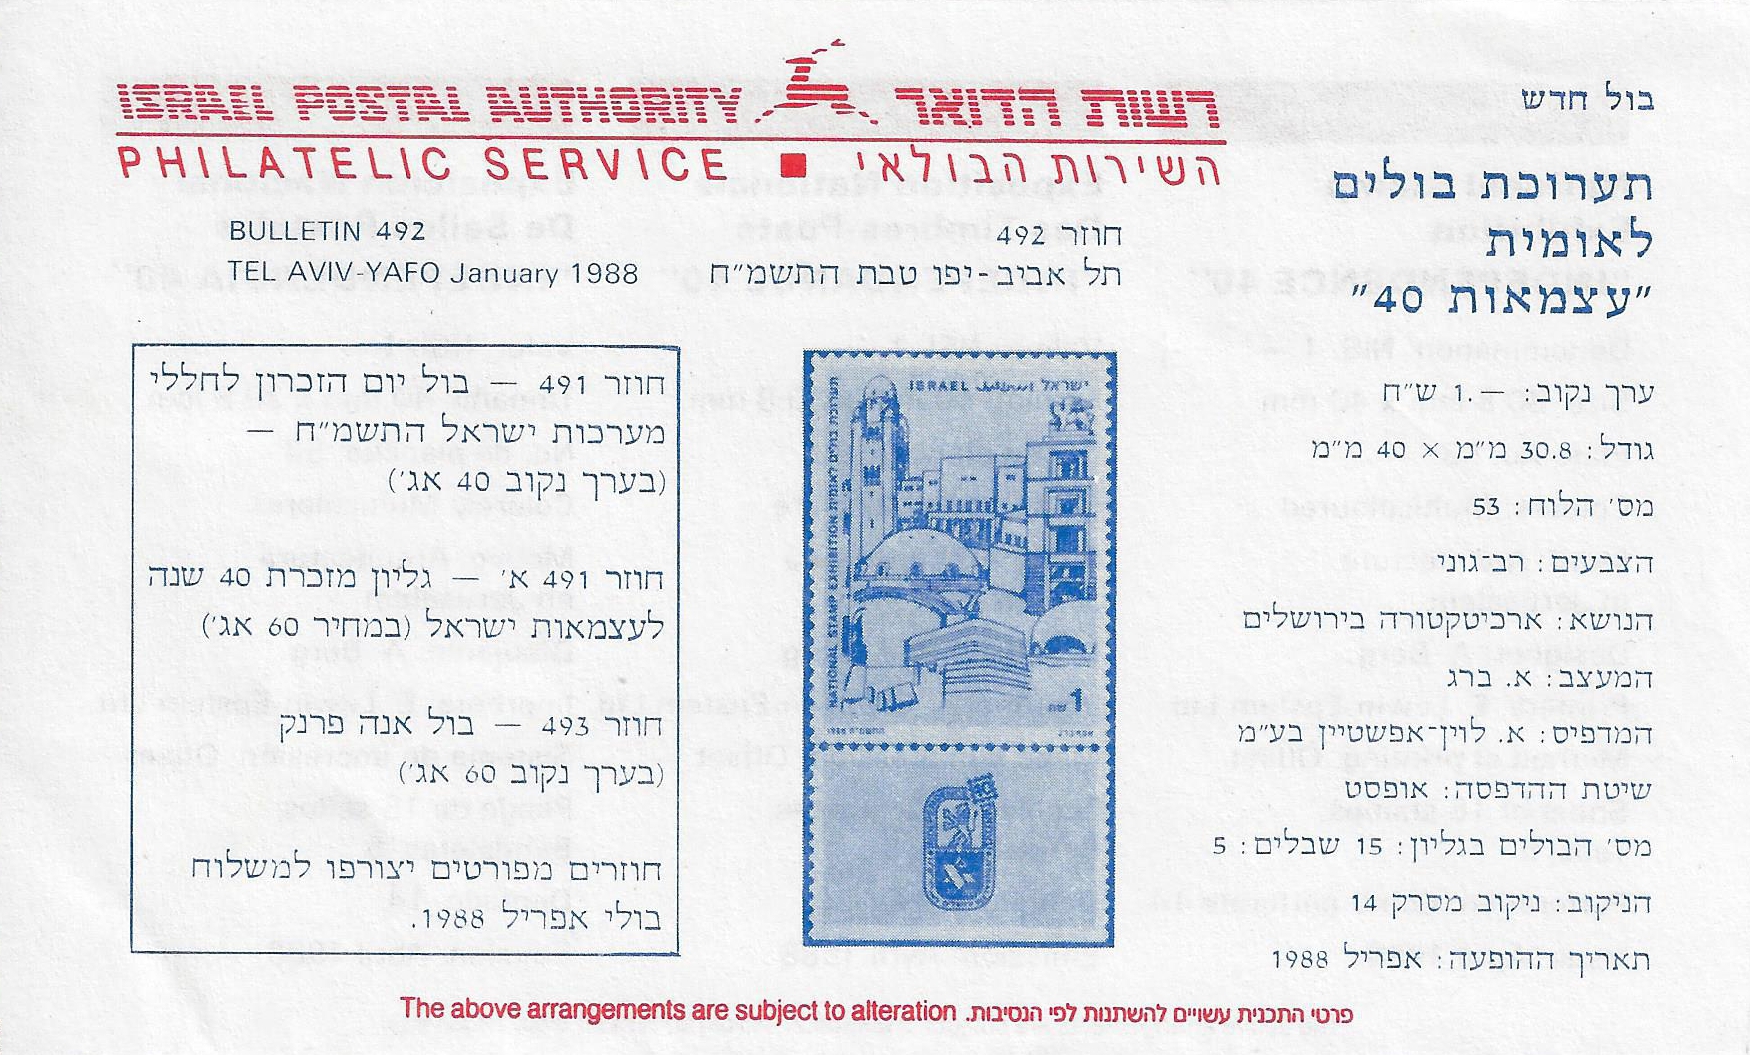 ISRAEL POSTAL AUTHORITY רשות הדואר
PHILATELIC SERVICE ■ השירות הבולאי
BULLETIN 492
TEL AVIV-YAFO January 1988
חוזר 492
תל אביב-יפו טבת התשמ״ח
בול חדש
תערוכת בולים
לאומית
״עצמאות 40״
ערך נקוב: –.1 ש״ח
גודל: 30.8 מ״מ × 40 מ״מ
מס׳ הלוח: 53
הצבעים: רב-גוני
הנושא: ארכיטקטורה בירושלים
המעצב: א. ברג
המדפיס: א. לוין-אפשטיין בע״מ
שיטת ההדפסה: אופסט
מס׳ הבולים בגליון: 15 שבלים: 5
הניקוב: ניקוב מסרק 14
תאריך ההופעה: אפריל 1988
ישראל اسرائيل ISRAEL
תערוכת בולים לאומית
NATIONAL STAMP EXHIBITION
1
התשמ״ח 1988
חוזר 491 — בול יום הזכרון לחללי
מערכות ישראל התשמ״ח —
(בערך נקוב 40 אג׳)
חוזר 491 א׳ — גליון מזכרת 40 שנה
לעצמאות ישראל (במחיר 60 אג׳)
חוזר 493 — בול אנה פרנק
(בערך נקוב 60 אג׳)
חוזרים מפורטים יצורפו למשלוח
בולי אפריל 1988.
The above arrangements are subject to alteration .פרטי התכנית עשויים להשתנות לפי הנסיבות